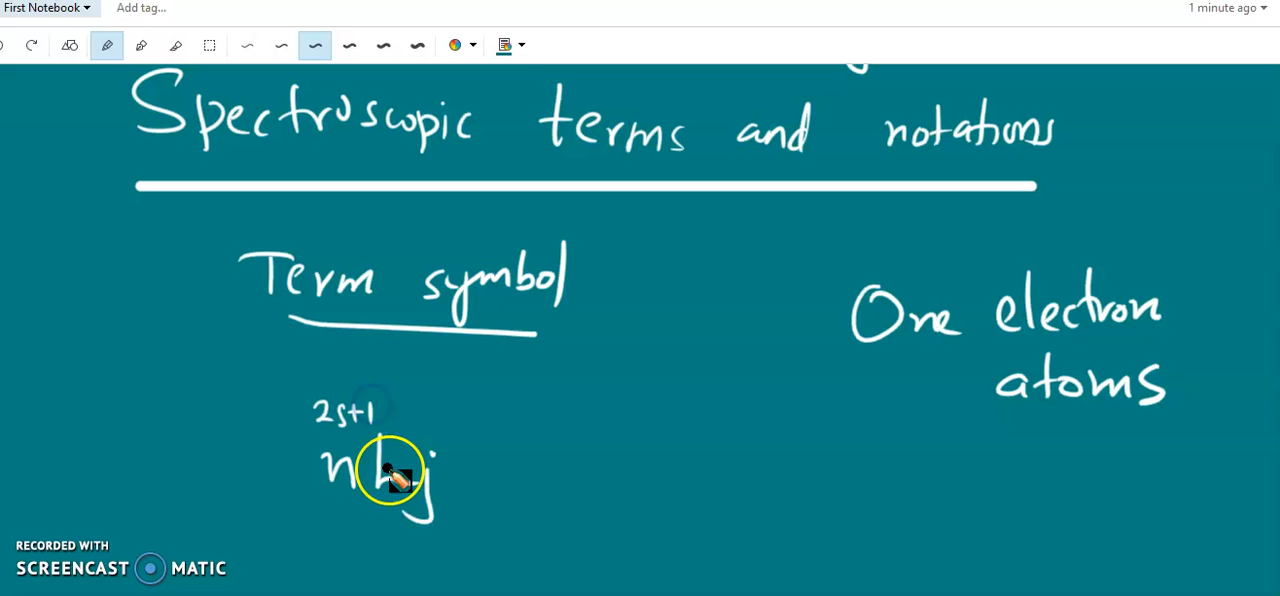 First Notebook Add tag... 1 minute ago
Spectroscopic terms and notations
Term symbol
One electron
atoms
2s+1
n L j
RECORDED WITH
SCREENCAST MATIC